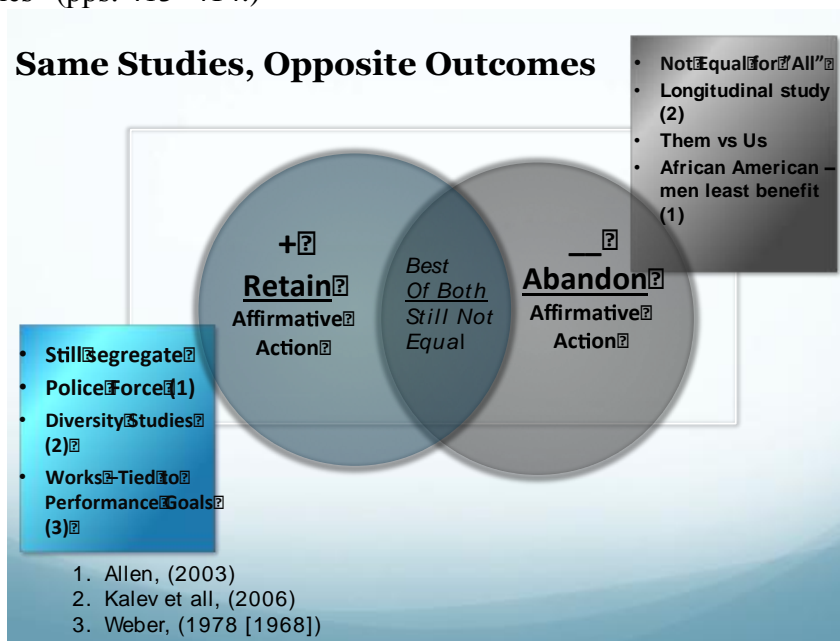 (pps. 413 - 414.)
Same Studies, Opposite Outcomes
• Not Equal for "All"
• Longitudinal study
(2)
• Them vs Us
• African American –
men least benefit
(1)
+
Retain
Affirmative
Action
Best
Of Both
Still Not
Equal
__
Abandon
Affirmative
Action
• Still segregate
• Police Force (1)
• Diversity Studies
(2)
• Works – Tied to
Performance Goals
(3)
1. Allen, (2003)
2. Kalev et all, (2006)
3. Weber, (1978 [1968])